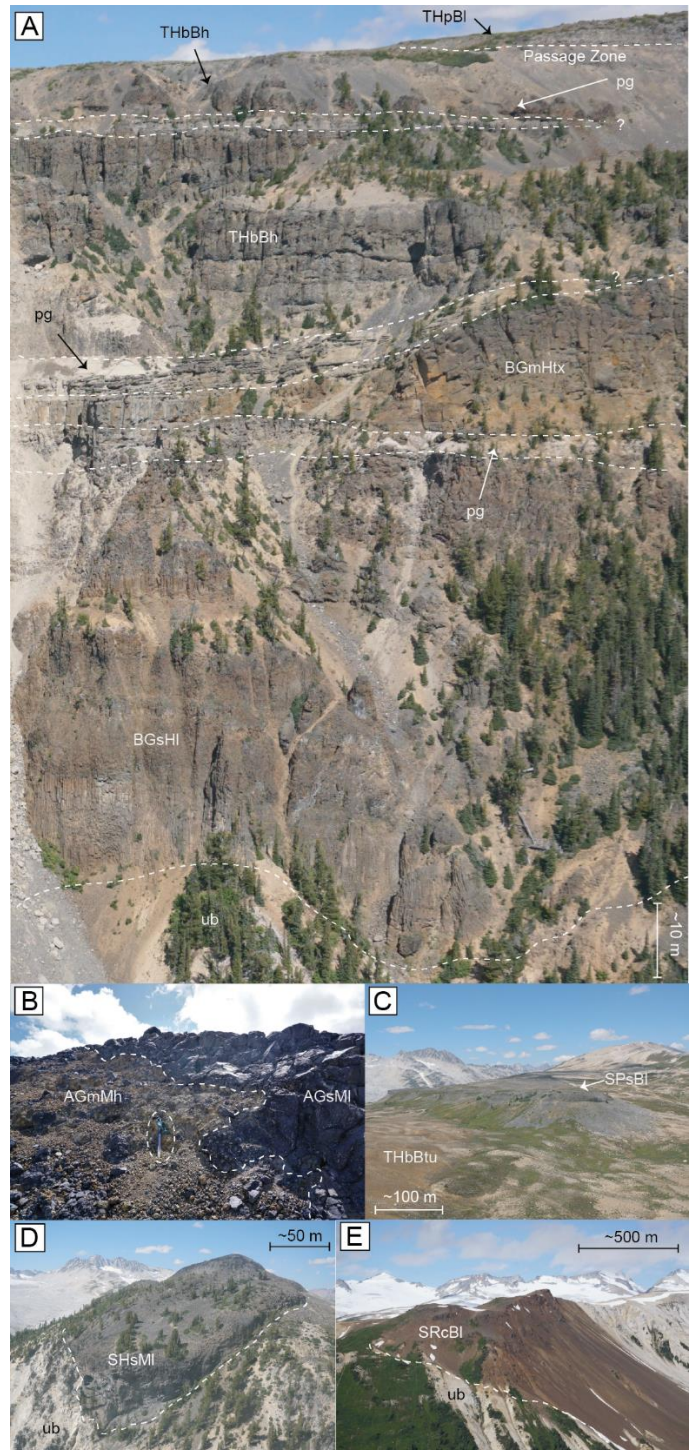 A
THbBh
THpBl
Passage Zone
pg
?
THbBh
?
pg
BGmHtx
pg
BGsHl
ub
~10 m
B
AGmMh
AGsMl
C
SPsBl
THbBtu
~100 m
D
~50 m
SHsMl
ub
E
~500 m
SRcBl
ub